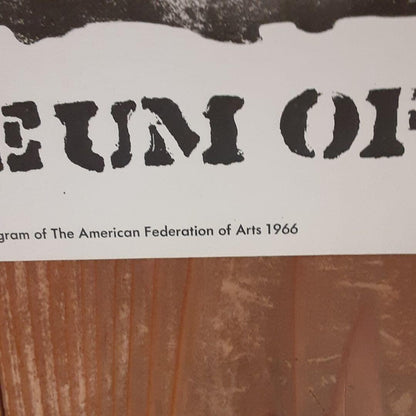 EUM OF
gram of The American Federation of Arts 1966